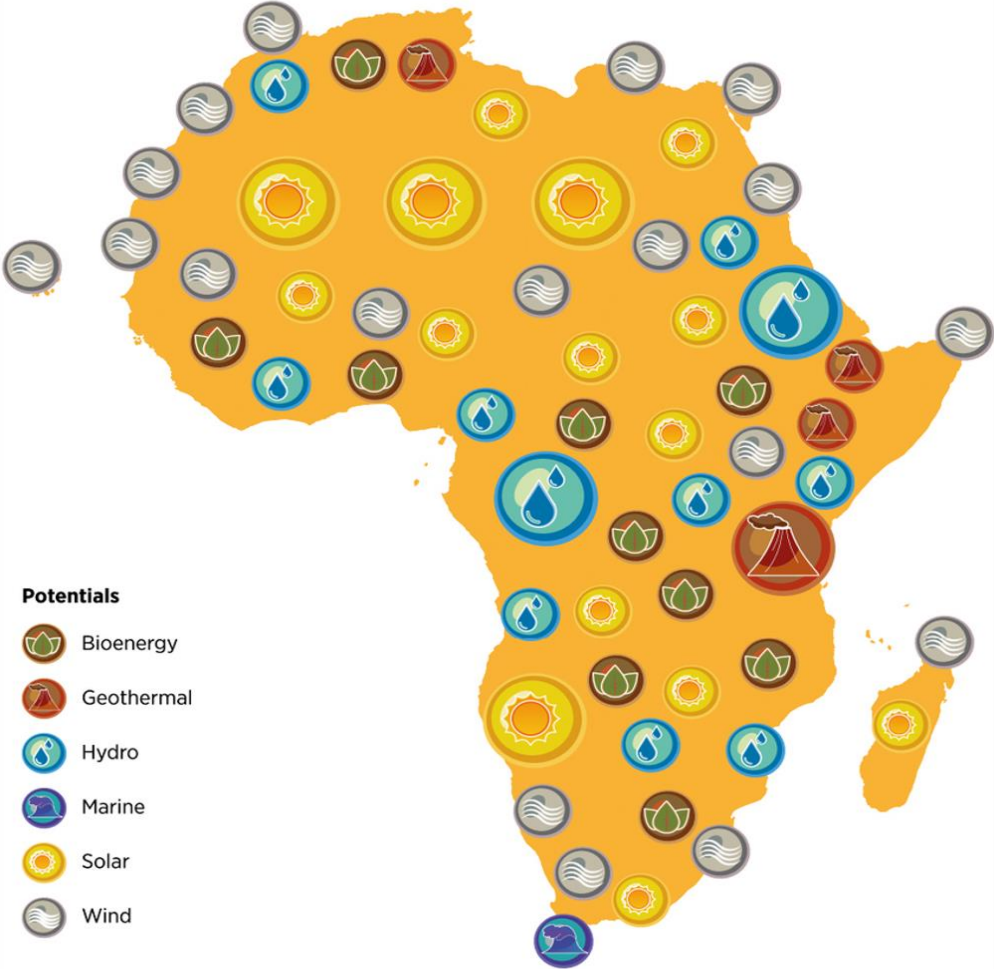 Potentials
Bioenergy
Geothermal
Hydro
Marine
Solar
Wind